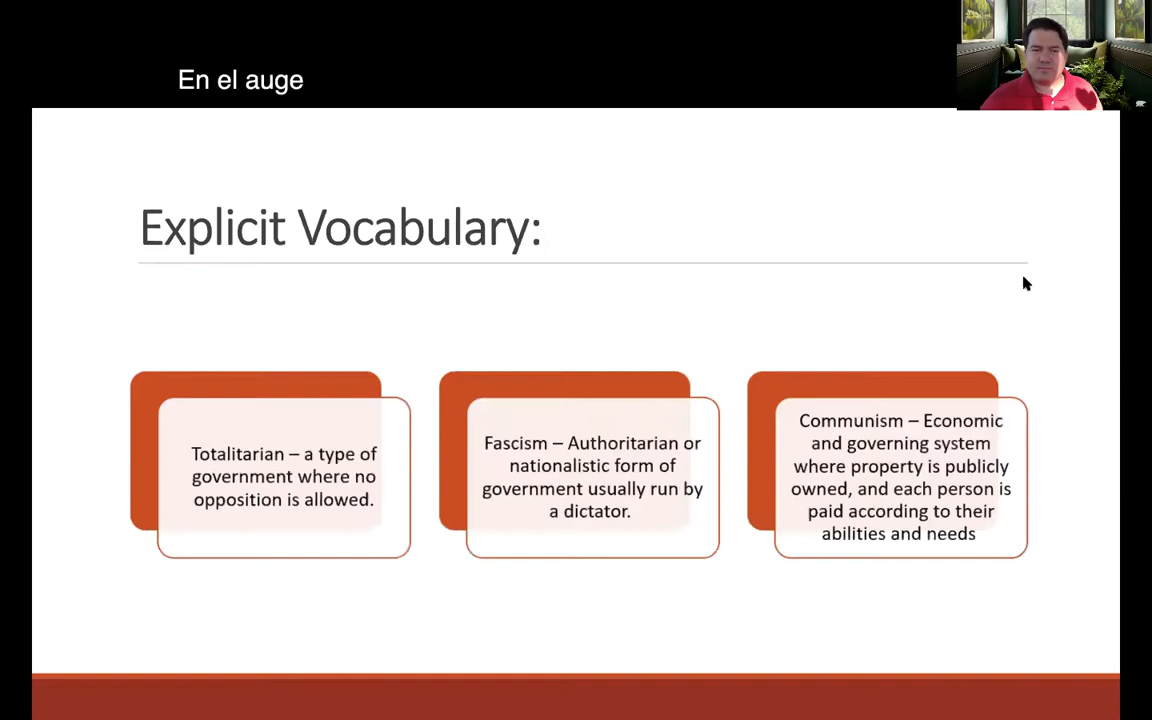 En el auge
Explicit Vocabulary:
Totalitarian – a type of
government where no
opposition is allowed.
Fascism – Authoritarian or
nationalistic form of
government usually run by
a dictator.
Communism – Economic
and governing system
where property is publicly
owned, and each person is
paid according to their
abilities and needs